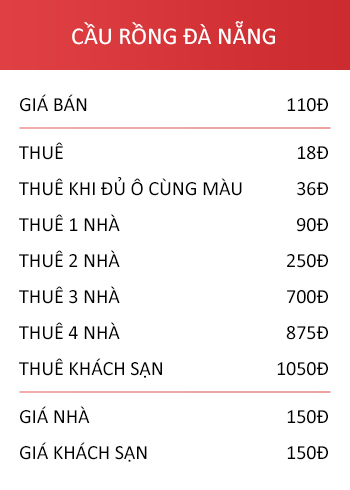 CẦU RỒNG ĐÀ NẴNG
GIÁ BÁN 110Đ
THUÊ 18Đ
THUÊ KHI ĐỦ Ô CÙNG MÀU 36Đ
THUÊ 1 NHÀ 90Đ
THUÊ 2 NHÀ 250Đ
THUÊ 3 NHÀ 700Đ
THUÊ 4 NHÀ 875Đ
THUÊ KHÁCH SẠN 1050Đ
GIÁ NHÀ 150Đ
GIÁ KHÁCH SẠN 150Đ